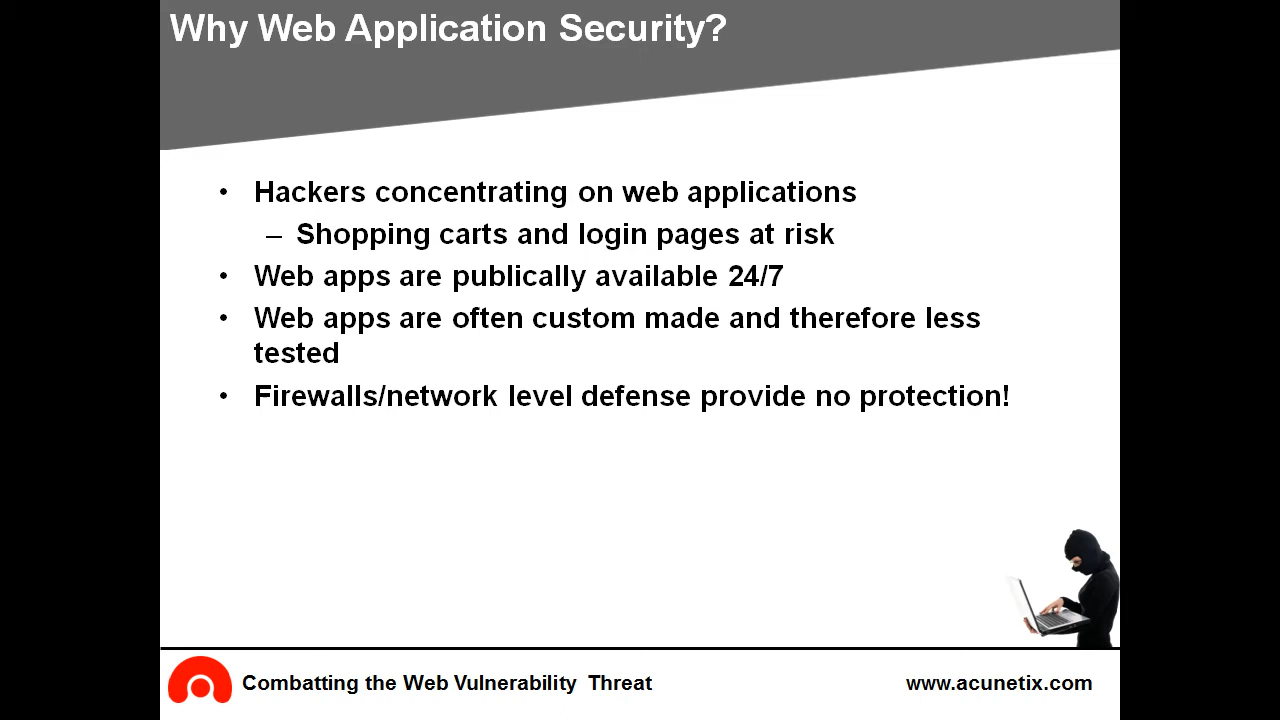 Why Web Application Security?
• Hackers concentrating on web applications
– Shopping carts and login pages at risk
• Web apps are publically available 24/7
• Web apps are often custom made and therefore less
tested
• Firewalls/network level defense provide no protection!
Combatting the Web Vulnerability Threat
www.acunetix.com